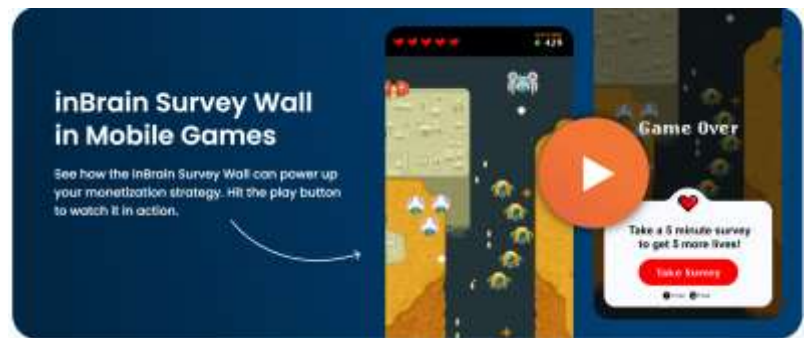 inBrain Survey Wall
in Mobile Games
See how the inBrain Survey Wall can power up
your monetization strategy. Hit the play button
to watch it in action.
429
Game Over
Take a 5 minute survey
to get 5 more lives!
Take Survey